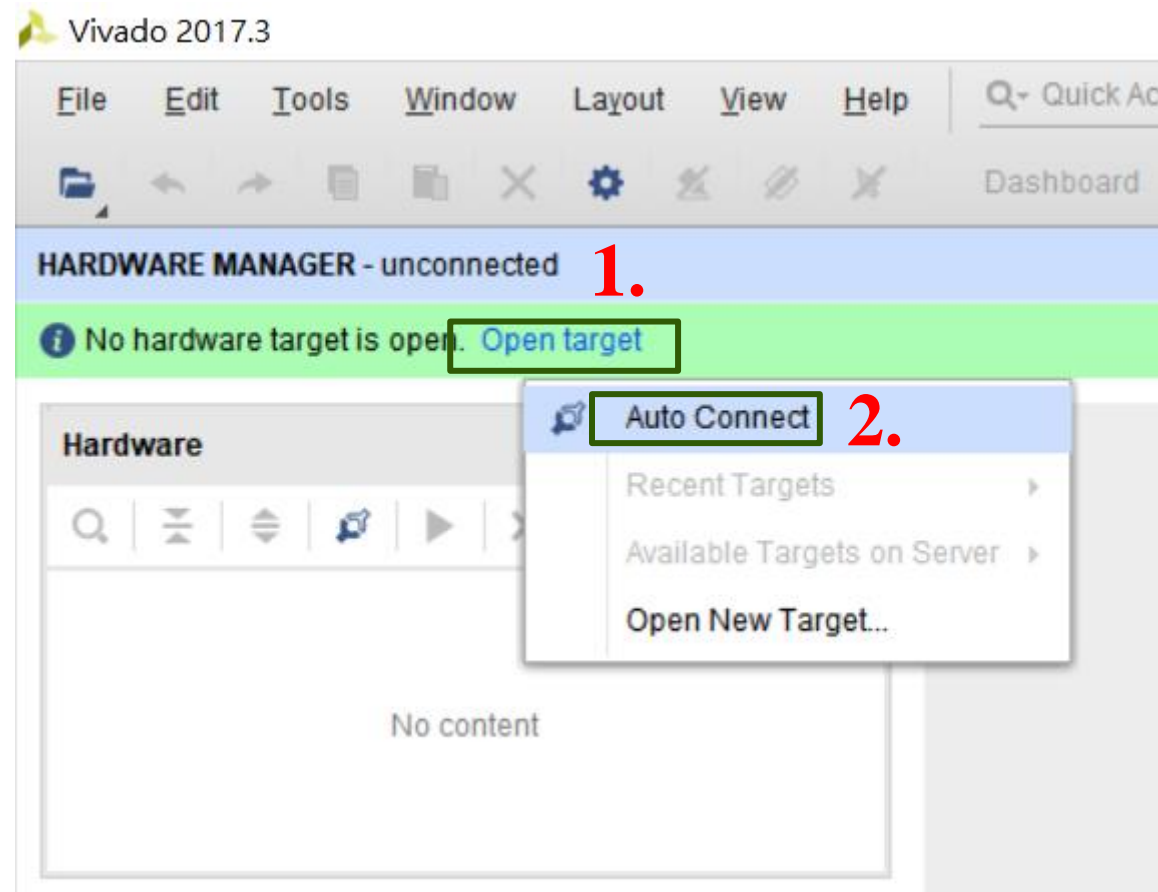 Vivado 2017.3
File Edit Tools Window Layout View Help Quick Ac
Dashboard
HARDWARE MANAGER - unconnected 1.
No hardware target is open. Open target
Auto Connect 2.
Hardware
Recent Targets
Available Targets on Server
Open New Target...
No content